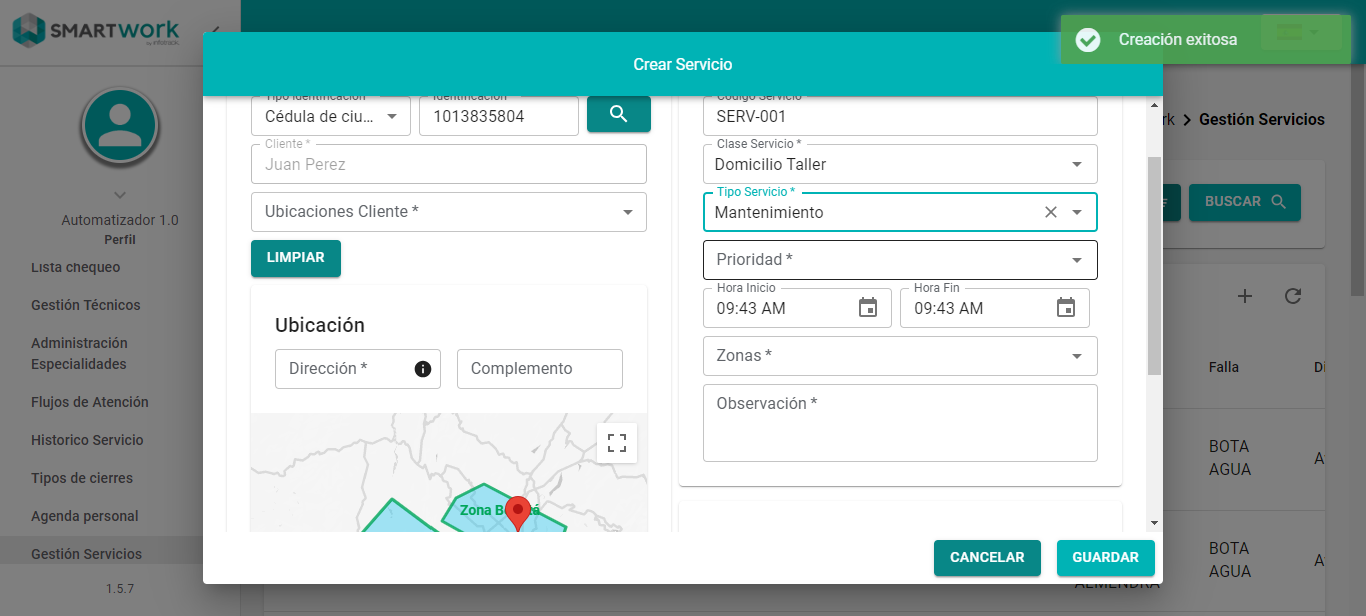 SMARTWORK
by infotrack
Creación exitosa
Crear Servicio
Tipo Identificación
Cédula de ciu...
Identificación
1013835804
Cliente *
Juan Perez
Ubicaciones Cliente *
LIMPIAR
Ubicación
Dirección *
Complemento
Zona B
Código Servicio
SERV-001
Clase Servicio *
Domicilio Taller
Tipo Servicio *
Mantenimiento
Prioridad *
Hora Inicio
09:43 AM
Hora Fin
09:43 AM
Zonas *
Observación *
CANCELAR
GUARDAR
Automatizador 1.0
Perfil
Lista chequeo
Gestión Técnicos
Administración
Especialidades
Flujos de Atención
Historico Servicio
Tipos de cierres
Agenda personal
Gestión Servicios
1.5.7
rk > Gestión Servicios
BUSCAR
Falla
Di
BOTA
AGUA
A
BOTA
AGUA
A
ALMENDRA